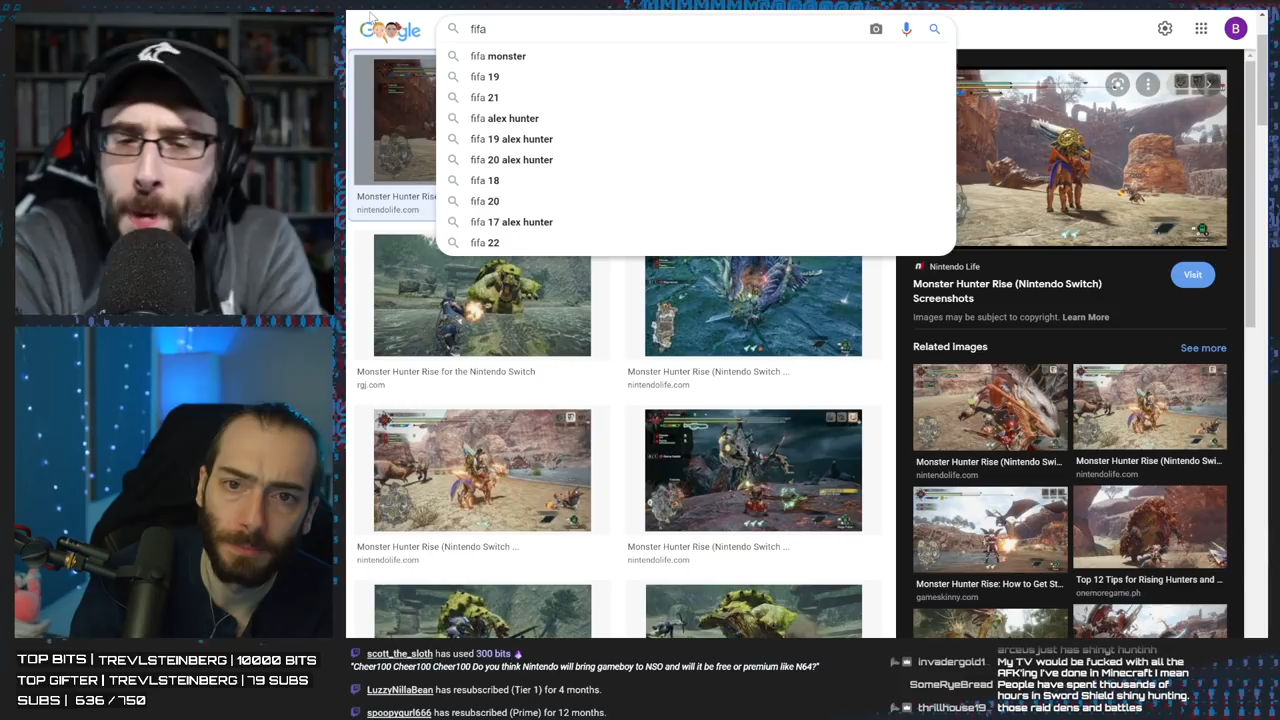 Google
fifa
B
fifa monster
fifa 19
fifa 21
fifa alex hunter
fifa 19 alex hunter
fifa 20 alex hunter
fifa 18
fifa 20
fifa 17 alex hunter
fifa 22
Monster Hunter Rise
nintendolife.com
Monster Hunter Rise for the Nintendo Switch
rgj.com
Monster Hunter Rise (Nintendo Switch ...
nintendolife.com
Monster Hunter Rise (Nintendo Switch ...
nintendolife.com
Monster Hunter Rise (Nintendo Switch ...
nintendolife.com
Nintendo Life
Monster Hunter Rise (Nintendo Switch)
Screenshots
Visit
Images may be subject to copyright. Learn More
Related images
See more
Monster Hunter Rise (Nintendo Swi...
nintendolife.com
Monster Hunter Rise (Nintendo Swi...
nintendolife.com
Monster Hunter Rise: How to Get St...
gameskinny.com
Top 12 Tips for Rising Hunters and ...
onemoregame.ph
TOP BITS | TREVLSTEINBERG | 10000 BITS
TOP GIFTER | TREVLSTEINBERG | 79 SUBS
SUBS | 636 / 750
scott_the_sloth has used 300 bits
"Cheer100 Cheer100 Cheer100 Do you think Nintendo will bring gameboy to NSO and will it be free or premium like N64?"
LuzzyNillaBean has resubscribed (Tier 1) for 4 months.
spoopygurl666 has resubscribed (Prime) for 12 months.
arceus just has shiny huntinh
invadergold1... My TV would be fucked with all the
AFK'ing I've done in Minecraft I mean
SomeRyeBread People have spent thousands of
hours in Sword Shield shiny hunting.
thrillhouse19... those raid dens and battles